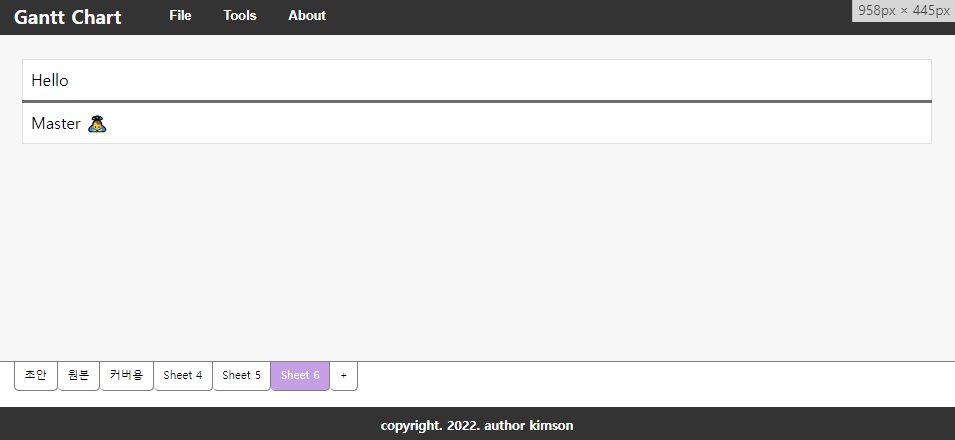 Gantt Chart File Tools About 958px × 445px
Hello
Master
초안 원본 커버용 Sheet 4 Sheet 5 Sheet 6 +
copyright. 2022. author kimson